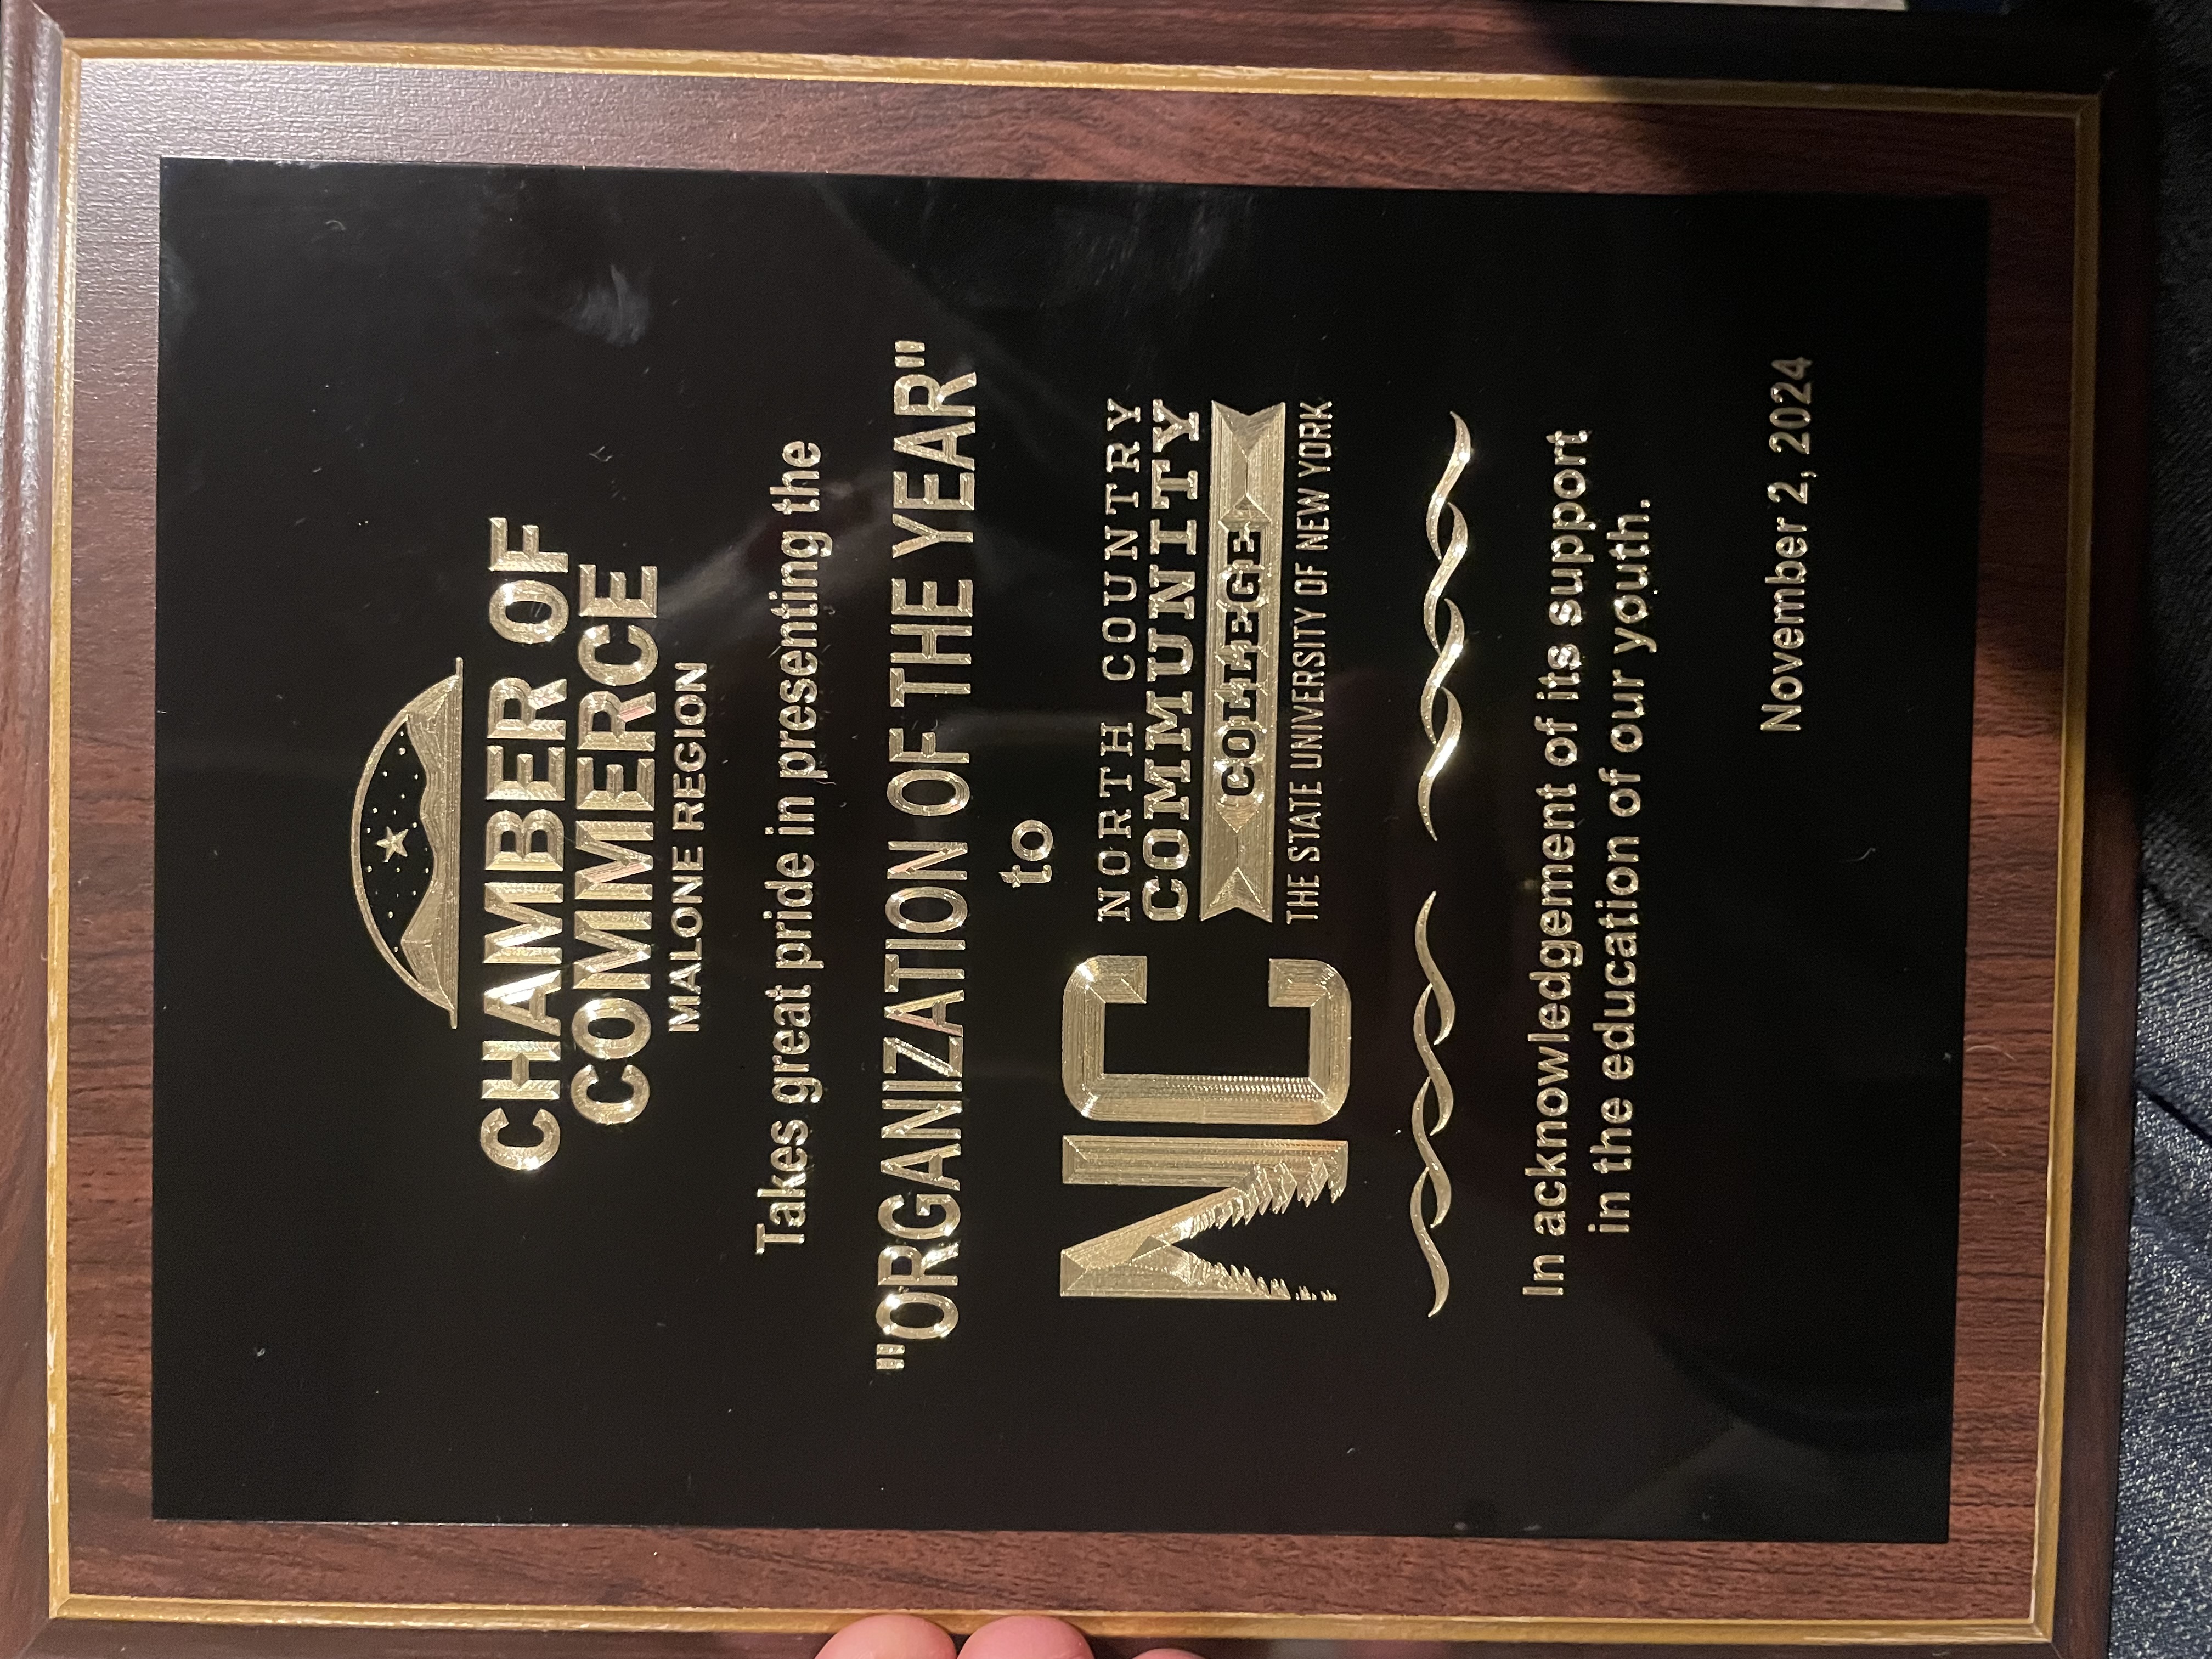 CHAMBER OF
COMMERCE
MALONE REGION
Takes great pride in presenting the
"ORGANIZATION OF THE YEAR"
to
NC
NORTH COUNTRY
COMMUNITY
COLLEGE
THE STATE UNIVERSITY OF NEW YORK
In acknowledgement of its support
in the education of our youth.
November 2, 2024